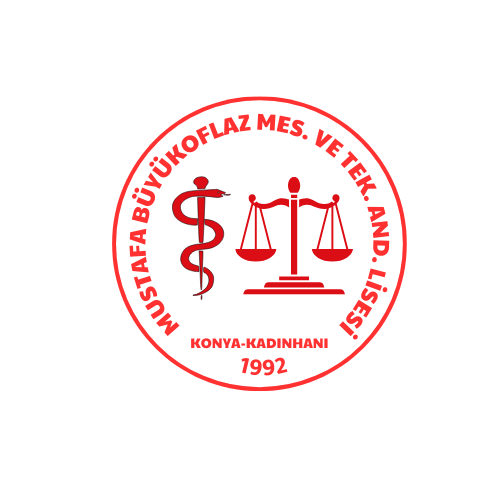 MUSTAFA BÜYÜKOFLAZ MES. VE TEK. AND. LİSESİ
KONYA-KADINHANI
1992